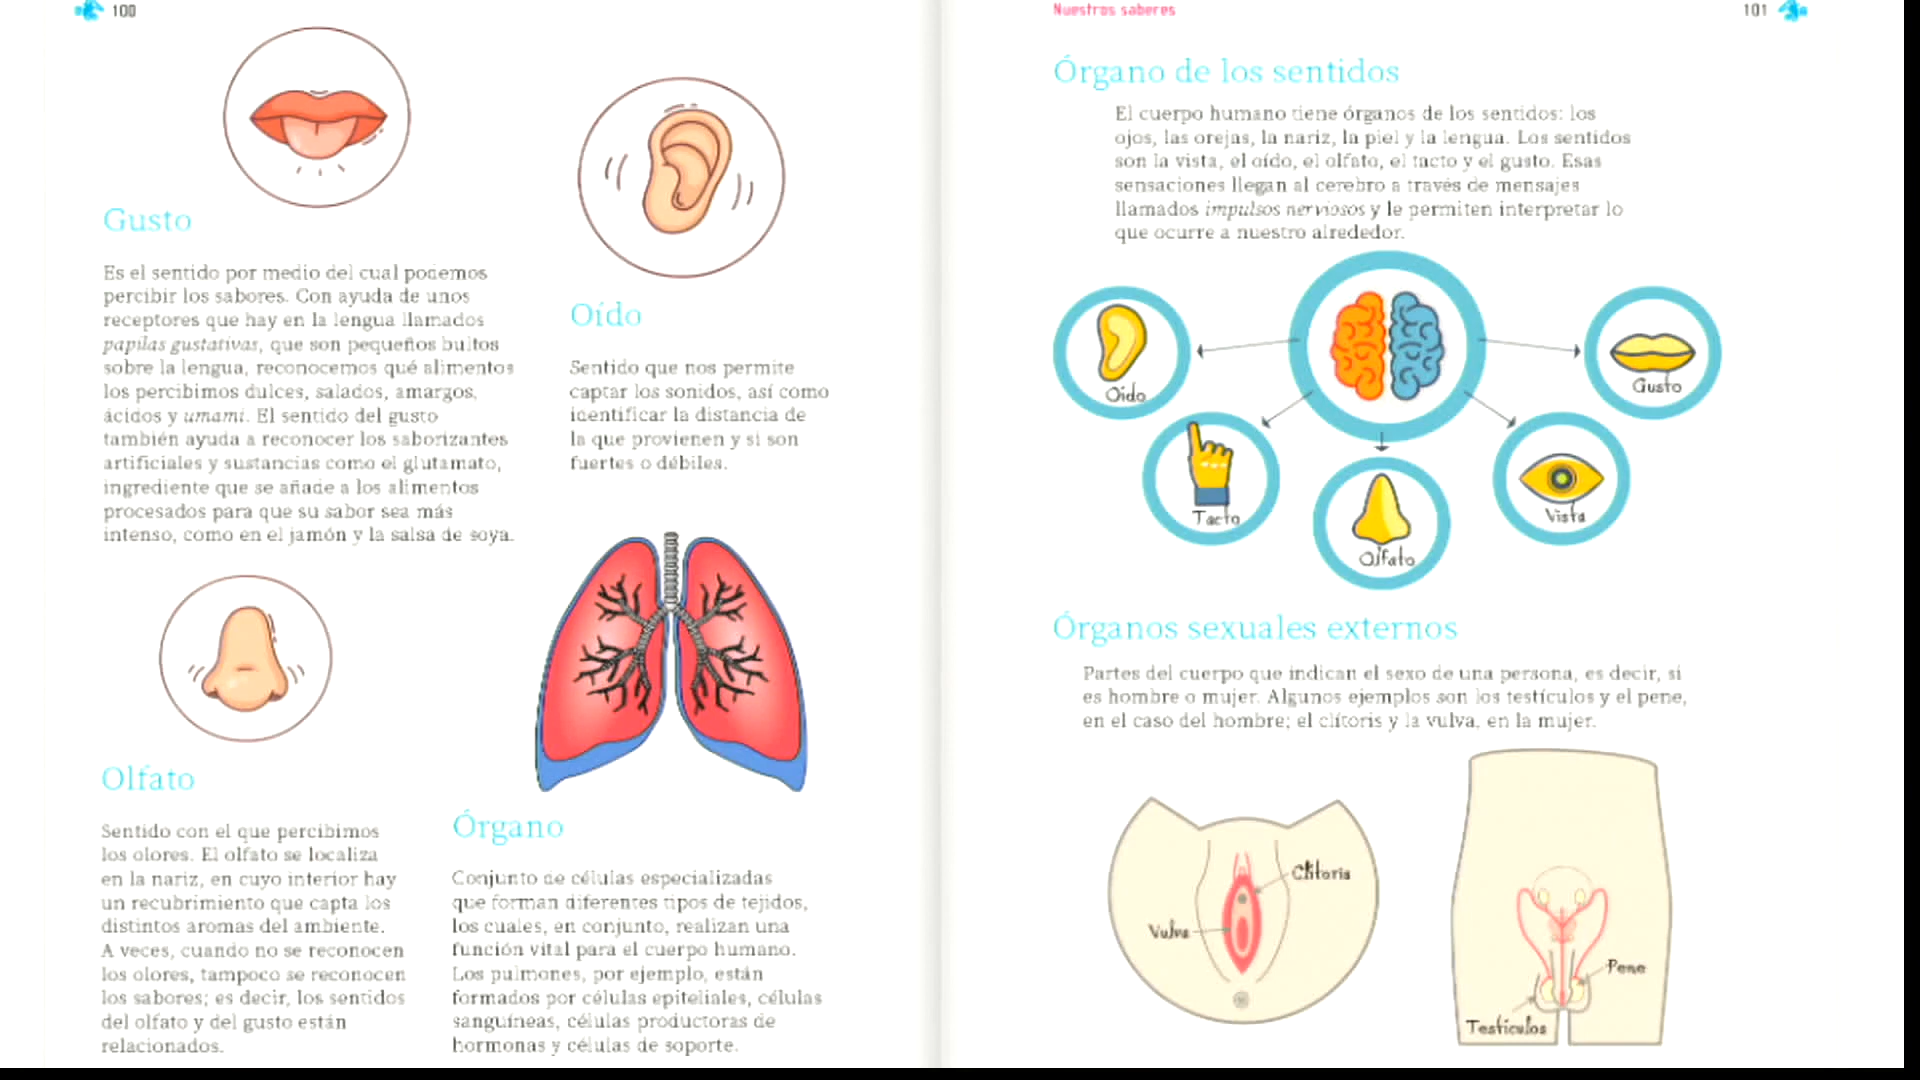 100
Gusto
Es el sentido por medio del cual podemos
percibir los sabores. Con ayuda de unos
receptores que hay en la lengua llamados
papilas gustativas, que son pequeños bultos
sobre la lengua, reconocemos qué alimentos
los percibimos dulces, salados, amargos,
ácidos y umami. El sentido del gusto
también ayuda a reconocer los saborizantes
artificiales y sustancias como el glutamato,
ingrediente que se añade a los alimentos
procesados para que su sabor sea más
intenso, como en el jamón y la salsa de soya.
Oído
Sentido que nos permite
captar los sonidos, así como
identificar la distancia de
la que provienen y si son
fuertes o débiles.
Olfato
Sentido con el que percibimos
los olores. El olfato se localiza
en la nariz, en cuyo interior hay
un recubrimiento que capta los
distintos aromas del ambiente.
A veces, cuando no se reconocen
los olores, tampoco se reconocen
los sabores; es decir, los sentidos
del olfato y del gusto están
relacionados.
Órgano
Conjunto de células especializadas
que forman diferentes tipos de tejidos,
los cuales, en conjunto, realizan una
función vital para el cuerpo humano.
Los pulmones, por ejemplo, están
formados por células epiteliales, células
sanguíneas, células productoras de
hormonas y células de soporte.
Nuestros saberes
101
Órgano de los sentidos
El cuerpo humano tiene órganos de los sentidos: los
ojos, las orejas, la nariz, la piel y la lengua. Los sentidos
son la vista, el oído, el olfato, el tacto y el gusto. Esas
sensaciones llegan al cerebro a través de mensajes
llamados impulsos nerviosos y le permiten interpretar lo
que ocurre a nuestro alrededor.
Oído
Gusto
Tacto
Vista
Olfato
Órganos sexuales externos
Partes del cuerpo que indican el sexo de una persona, es decir, si
es hombre o mujer. Algunos ejemplos son los testículos y el pene,
en el caso del hombre; el clítoris y la vulva, en la mujer.
Clítoris
Vulva
Pene
Testículos